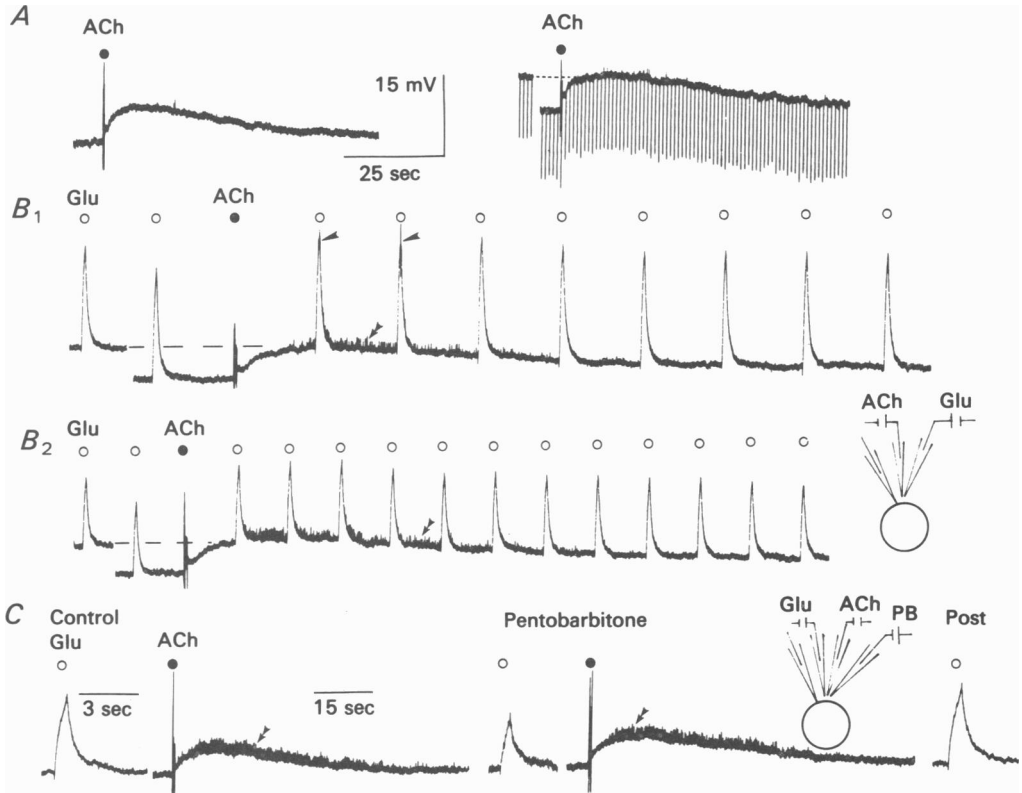 A
ACh
15 mV
25 sec
ACh
B1
Glu
ACh
B2
Glu
ACh
ACh
Glu
C
Control
Glu
ACh
3 sec
15 sec
Pentobarbitone
Glu
ACh
PB
Post